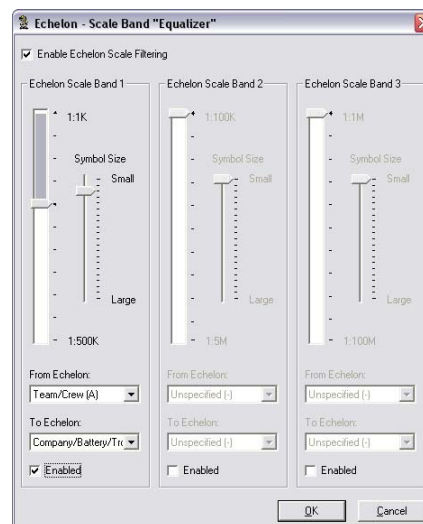 Echelon - Scale Band "Equalizer"
Enable Echelon Scale Filtering
Echelon Scale Band 1
1:1K
Symbol Size
Small
Large
1:500K
From Echelon:
Team/Crew (A)
To Echelon:
Company/Battery/Trc
Enabled
Echelon Scale Band 2
1:100K
Symbol Size
Small
Large
1:5M
From Echelon:
Unspecified (-)
To Echelon:
Unspecified (-)
Enabled
Echelon Scale Band 3
1:1M
Symbol Size
Small
Large
1:100M
From Echelon:
Unspecified (-)
To Echelon:
Unspecified (-)
Enabled
OK
Cancel